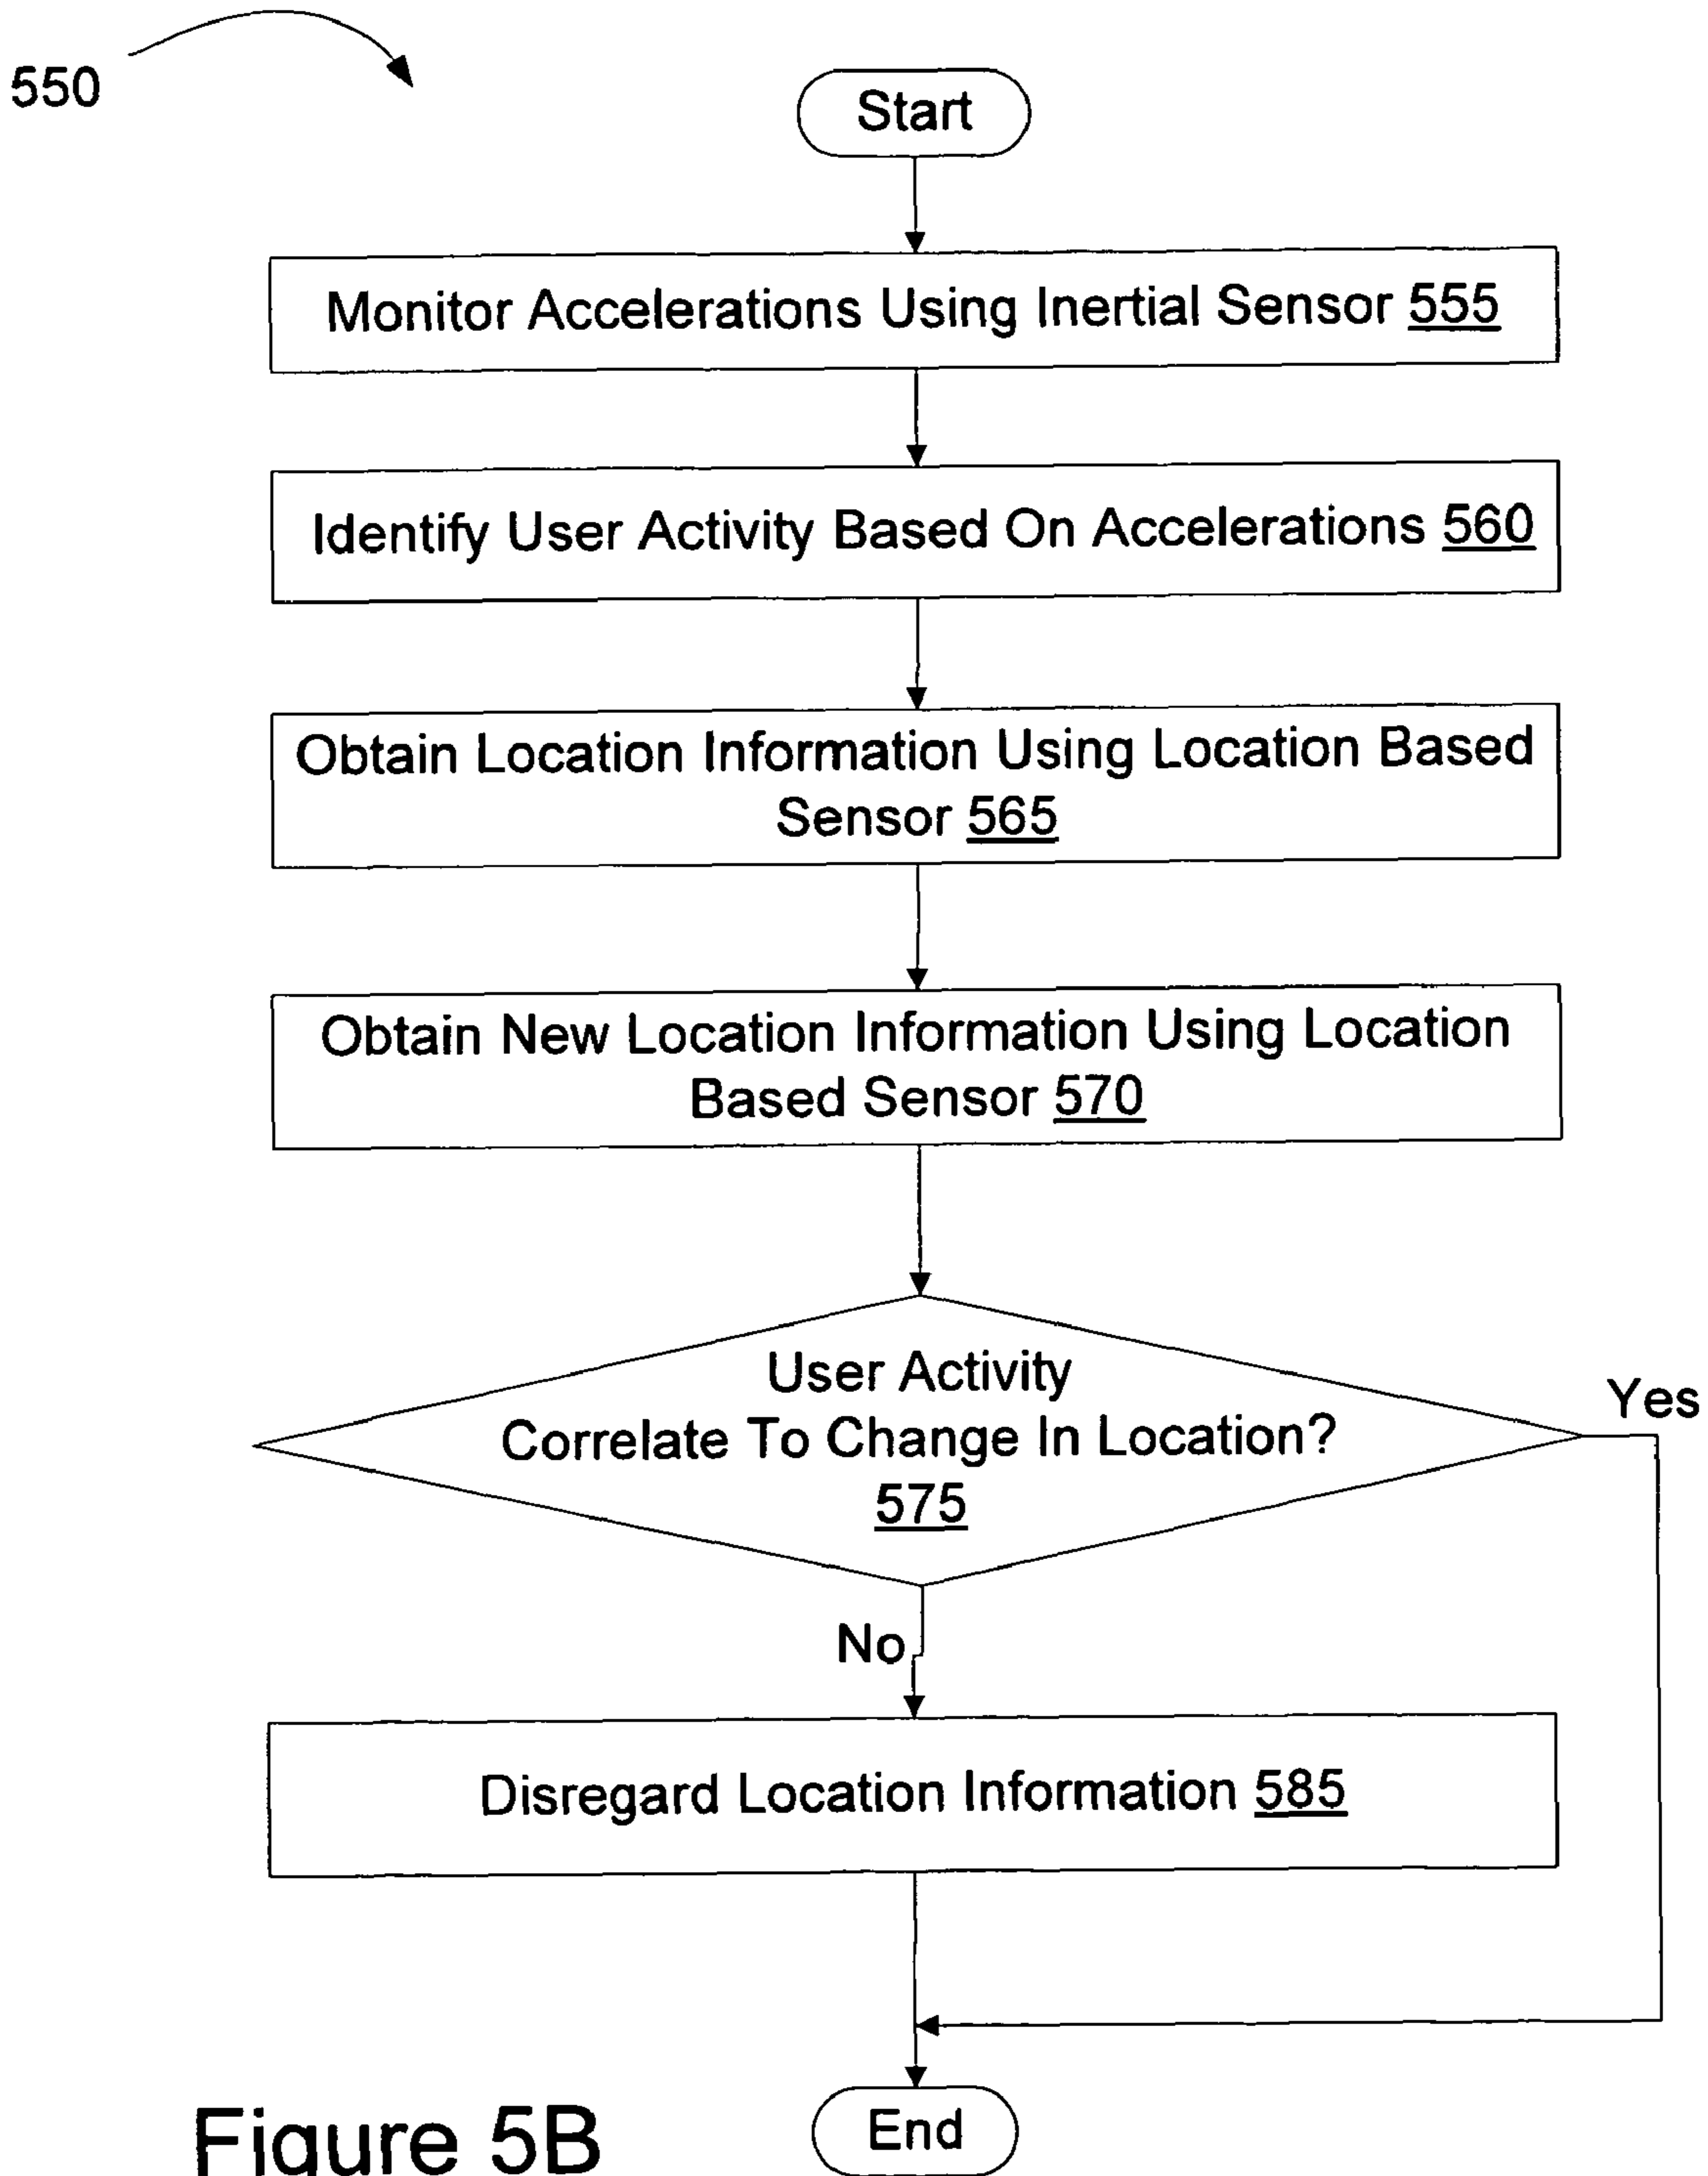 550
Start
Monitor Accelerations Using Inertial Sensor 555
Identify User Activity Based On Accelerations 560
Obtain Location Information Using Location Based
Sensor 565
Obtain New Location Information Using Location
Based Sensor 570
User Activity
Correlate To Change In Location?
575
Yes
No
Disregard Location Information 585
End
Figure 5B